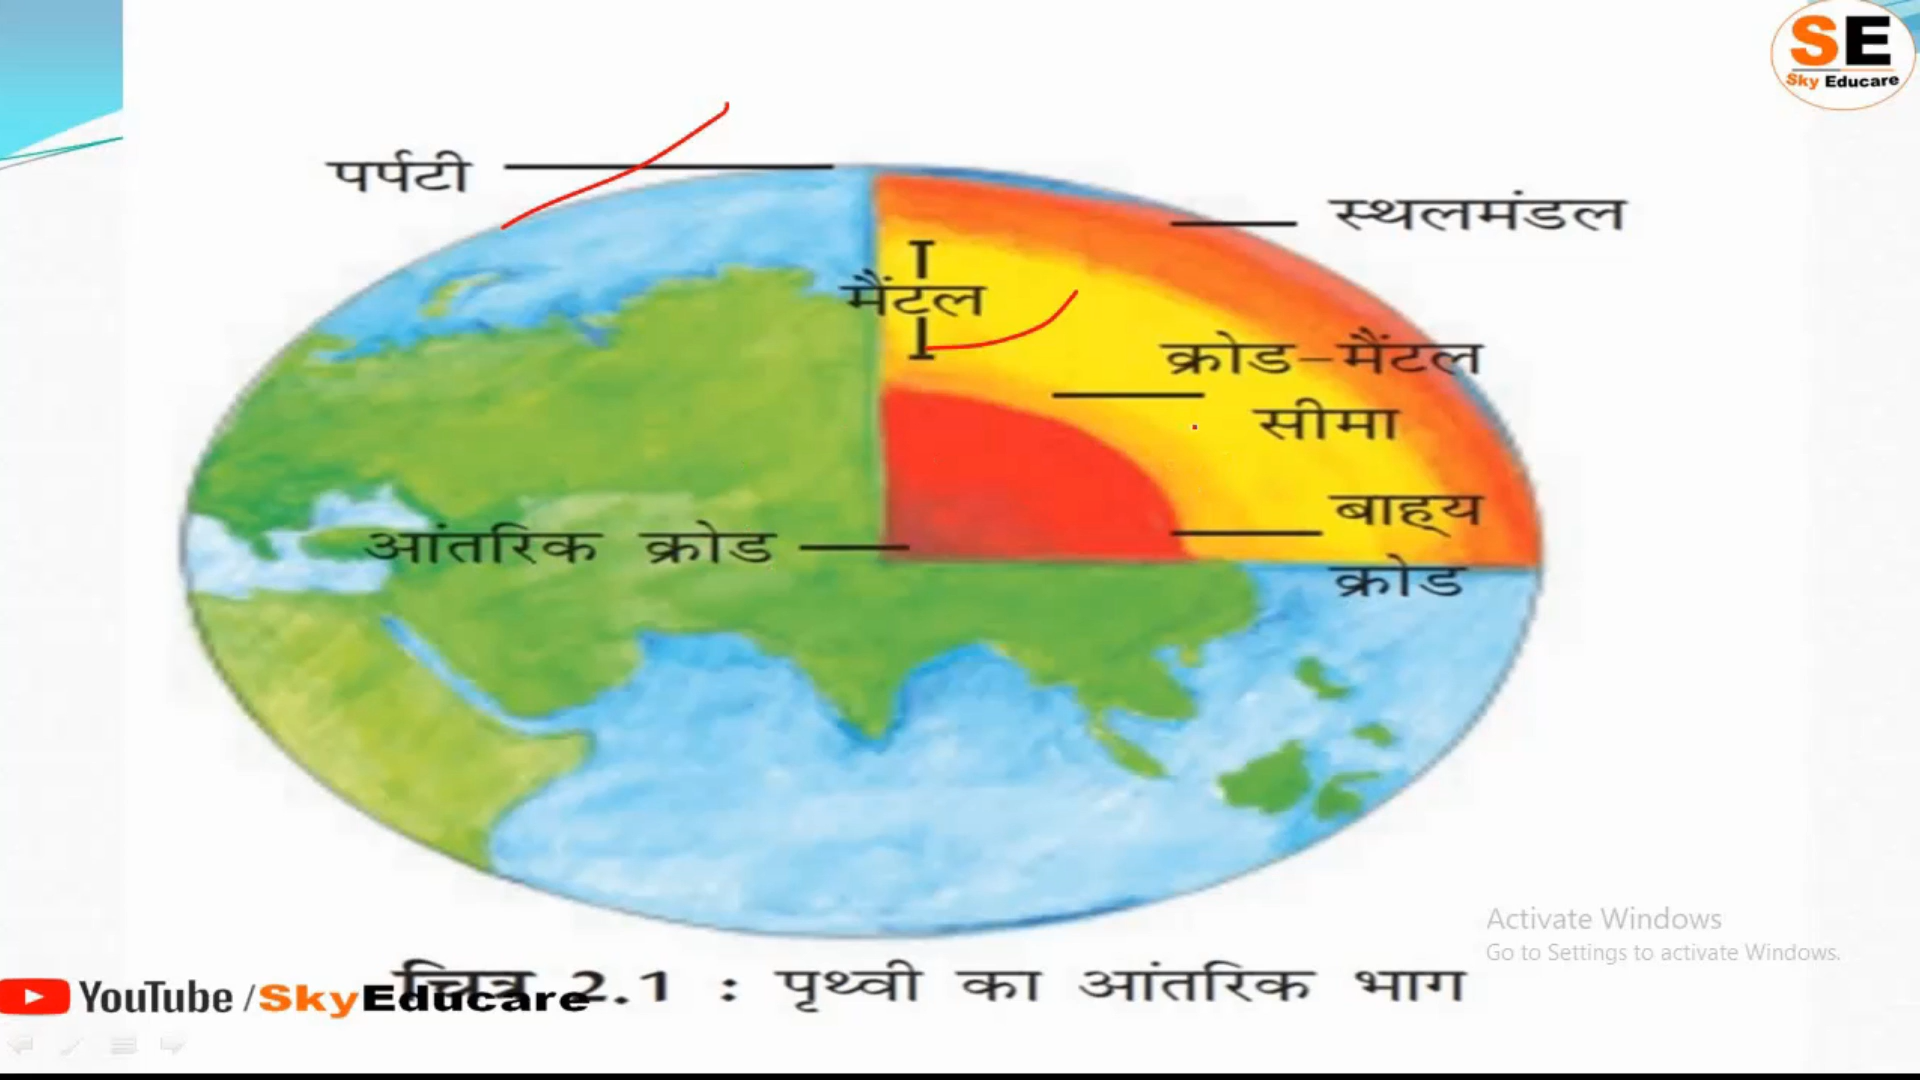 SE
Sky Educare
पर्पटी
स्थलमंडल
मैंटल
क्रोड–मैंटल
सीमा
बाह्य
क्रोड
आंतरिक क्रोड
Activate Windows
Go to Settings to activate Windows.
चित्र 2.1 : पृथ्वी का आंतरिक भाग
YouTube /SkyEducare